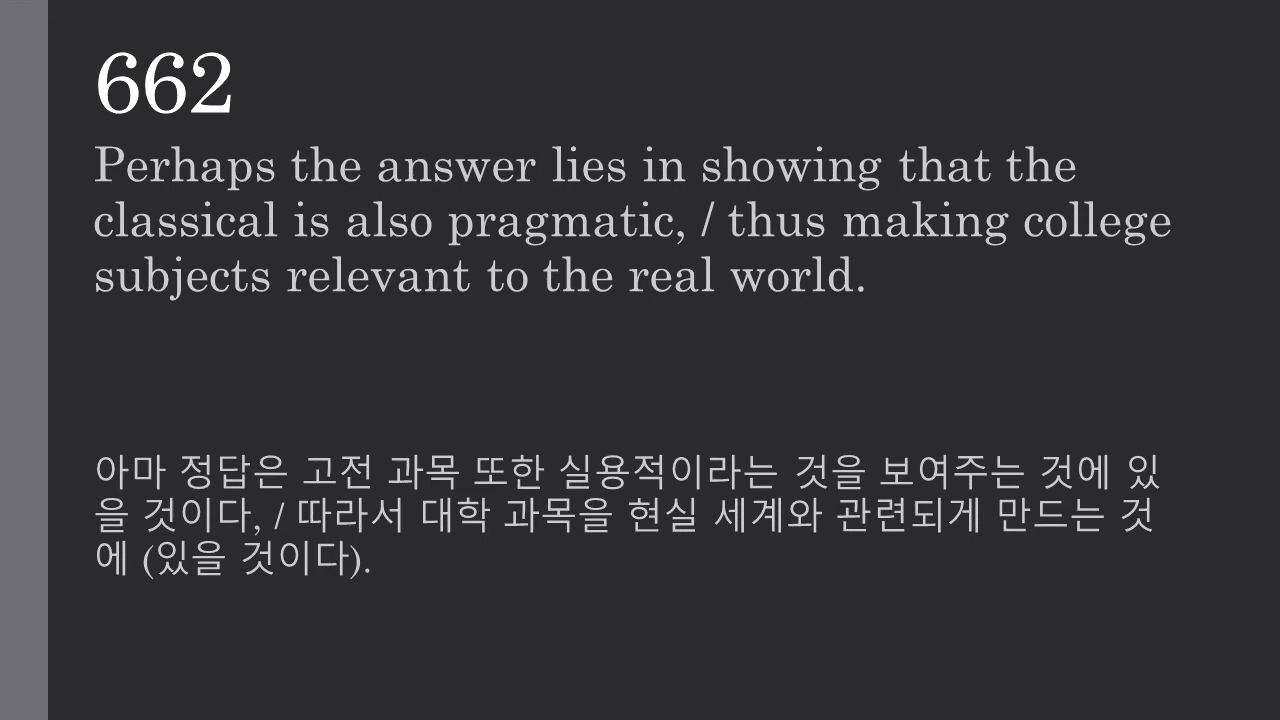 662
Perhaps the answer lies in showing that the
classical is also pragmatic, / thus making college
subjects relevant to the real world.
아마 정답은 고전 과목 또한 실용적이라는 것을 보여주는 것에 있
을 것이다, / 따라서 대학 과목을 현실 세계와 관련되게 만드는 것
에 (있을 것이다).